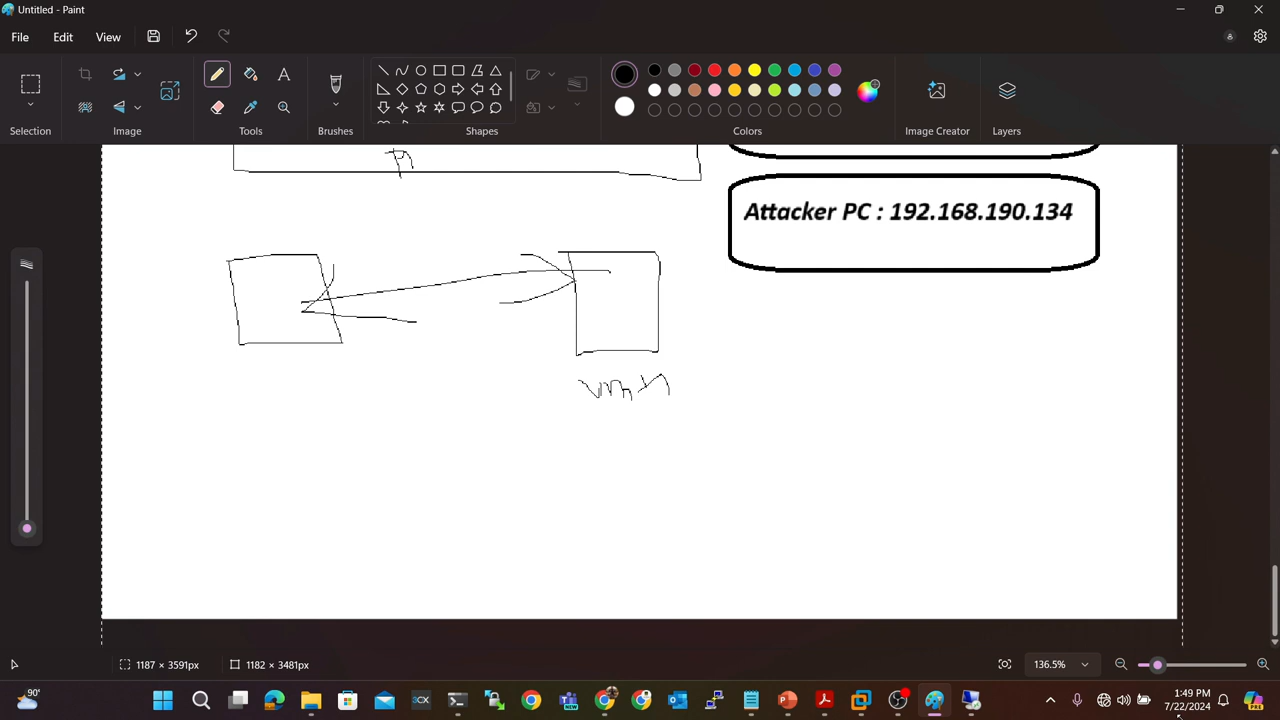 Untitled - Paint
File Edit View
Selection
Image
Tools
Brushes
Shapes
Colors
Image Creator
Layers
Attacker PC : 192.168.190.134
1187 × 3591px
1182 × 3481px
136.5%
90°
1:49 PM
7/22/2024